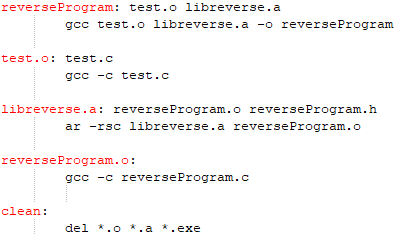 reverseProgram: test.o libreverse.a
gcc test.o libreverse.a -o reverseProgram
test.o: test.c
gcc -c test.c
libreverse.a: reverseProgram.o reverseProgram.h
ar -rsc libreverse.a reverseProgram.o
reverseProgram.o:
gcc -c reverseProgram.c
clean:
del *.o *.a *.exe